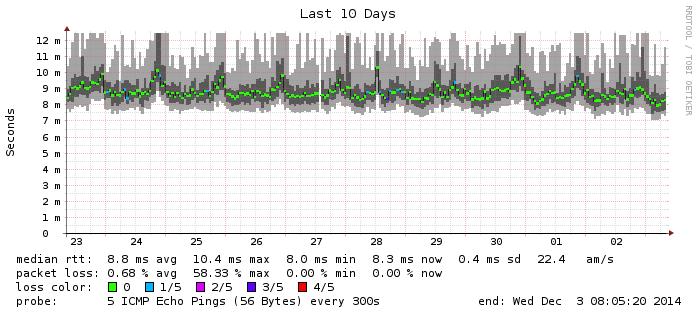 Last 10 Days
RRDTOOL / TOBI OETIKER
Seconds
12 m
11 m
10 m
9 m
8 m
7 m
6 m
5 m
4 m
3 m
2 m
1 m
0
23 24 25 26 27 28 29 30 01 02
median rtt: 8.8 ms avg 10.4 ms max 8.0 ms min 8.3 ms now 0.4 ms sd 22.4 am/s
packet loss: 0.68 % avg 58.33 % max 0.00 % min 0.00 % now
loss color: 0 1/5 2/5 3/5 4/5
probe: 5 ICMP Echo Pings (56 Bytes) every 300s end: Wed Dec 3 08:05:20 2014